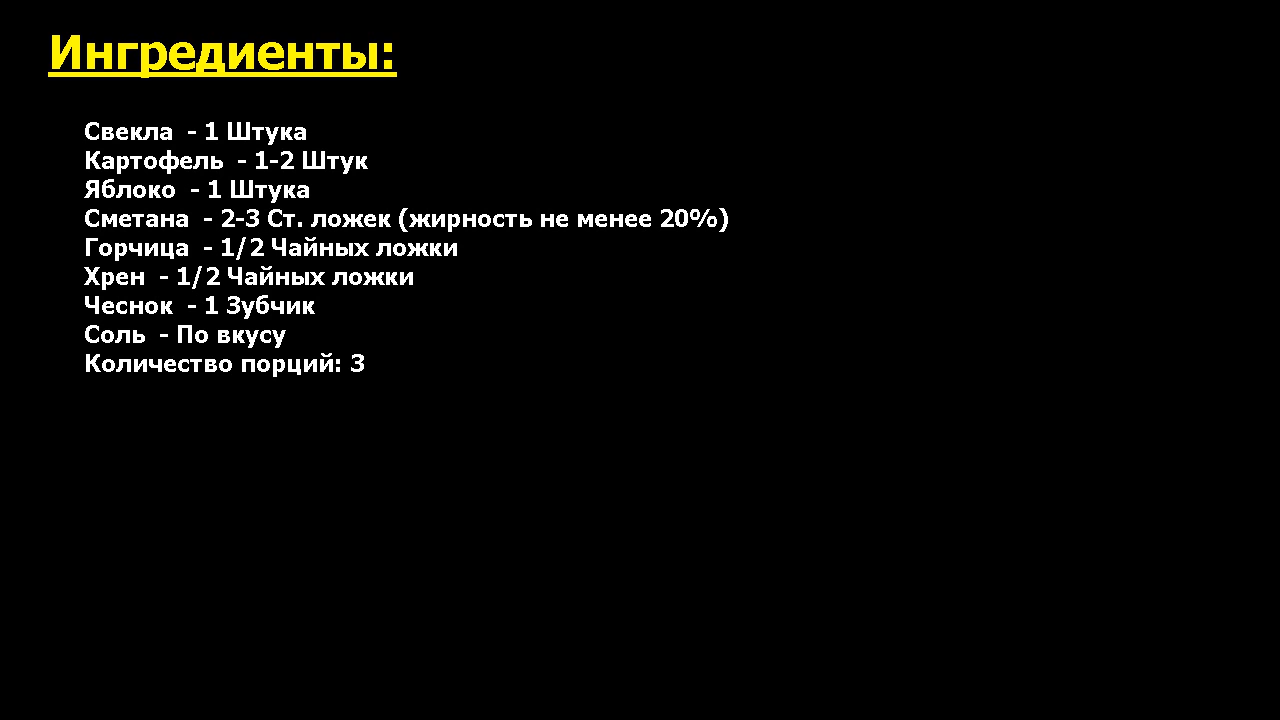 Ингредиенты:
Свекла - 1 Штука
Картофель - 1-2 Штук
Яблоко - 1 Штука
Сметана - 2-3 Ст. ложек (жирность не менее 20%)
Горчица - 1/2 Чайных ложки
Хрен - 1/2 Чайных ложки
Чеснок - 1 Зубчик
Соль - По вкусу
Количество порций: 3